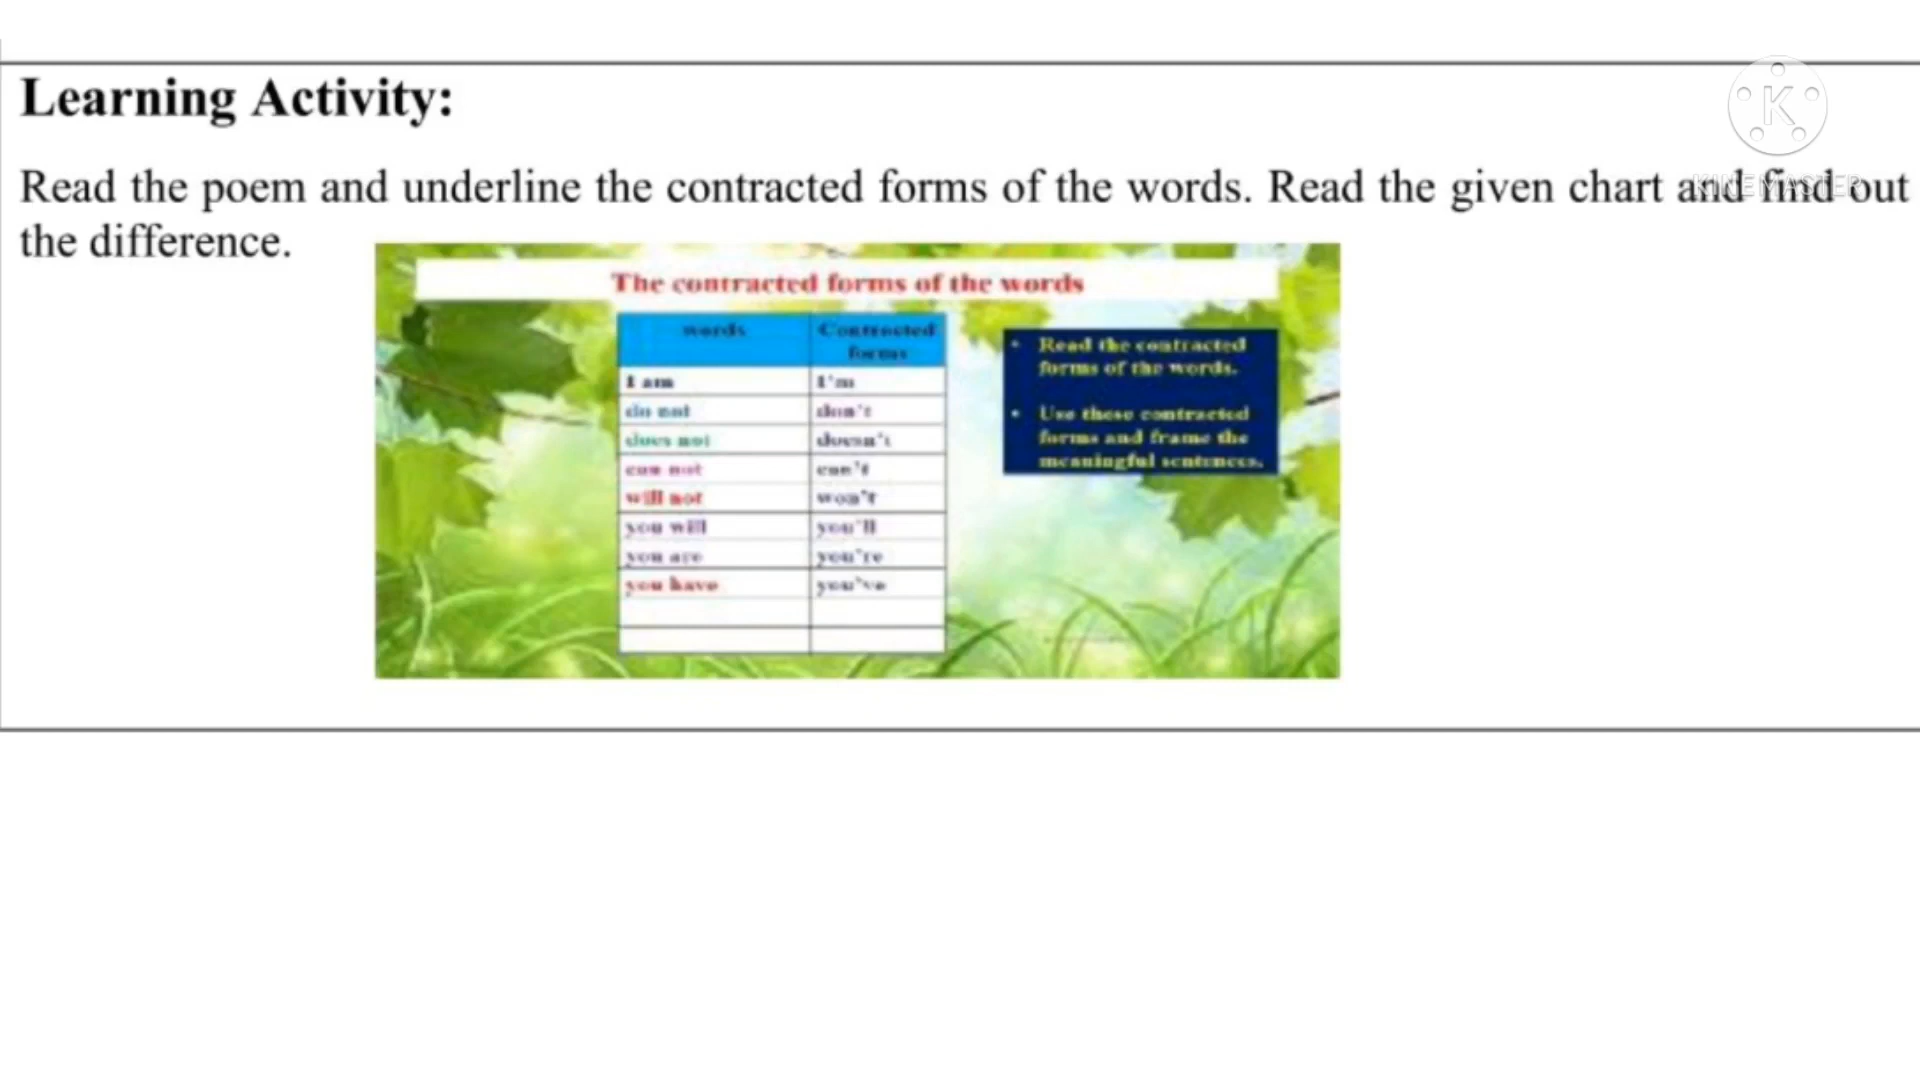 Learning Activity:
K
KINEMASTER
Read the poem and underline the contracted forms of the words. Read the given chart and find out
the difference.
The contracted forms of the words
words Contracted
forms
I am I'm
do not don't
does not doesn't
can not can't
will not won't
you will you'll
you are you're
you have you've
• Read the contracted
forms of the words.
• Use these contracted
forms and frame the
meaningful sentences.